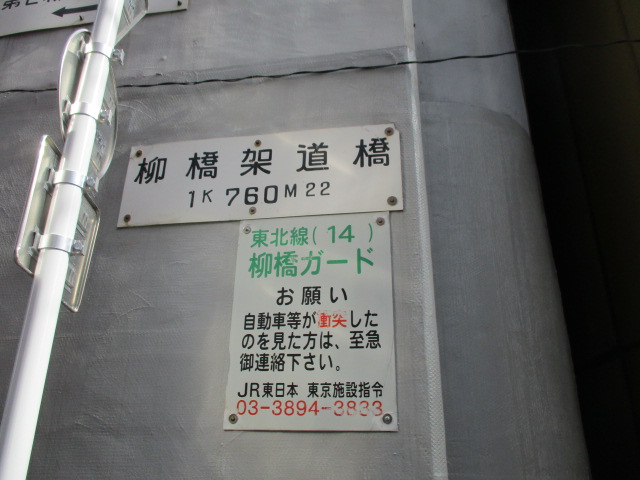 柳橋架道橋
1K760M22
東北線(14)
柳橋ガード
お願い
自動車等が衝突した
のを見た方は、至急
御連絡下さい。
JR東日本 東京施設指令
03-3894-3833